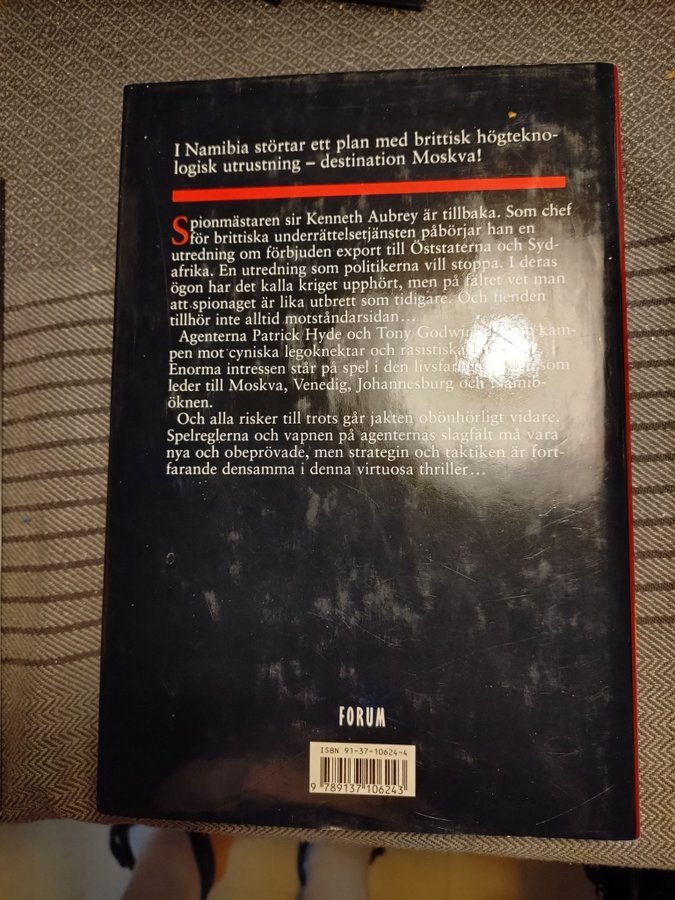 I Namibia störtar ett plan med brittisk högtekno-
logisk utrustning – destination Moskva!
Spionmästaren sir Kenneth Aubrey är tillbaka. Som chef
för brittiska underrättelsetjänsten påbörjar han en
utredning om förbjuden export till Öststaterna och Syd-
afrika. En utredning som politikerna vill stoppa. I deras
ögon har det kalla kriget upphört, men på fältet vet man
att spionaget är lika utbrett som tidigare. Och fienden
tillhör inte alltid motståndarsidan…
Agenterna Patrick Hyde och Tony Godwin kam-
pen mot cyniska legoknektar och rasistiska
Enorma intressen står på spel i den som
leder till Moskva, Venedig, Johannesburg och Namib-
öknen.
Och alla risker till trots går jakten obönhörligt vidare.
Spelreglerna och vapnen på agenternas slagfält må vara
nya och obeprövade, men strategin och taktiken är fort-
farande densamma i denna virtuosa thriller…
FORUM
ISBN 91-37-10624-4
9 789137 106243